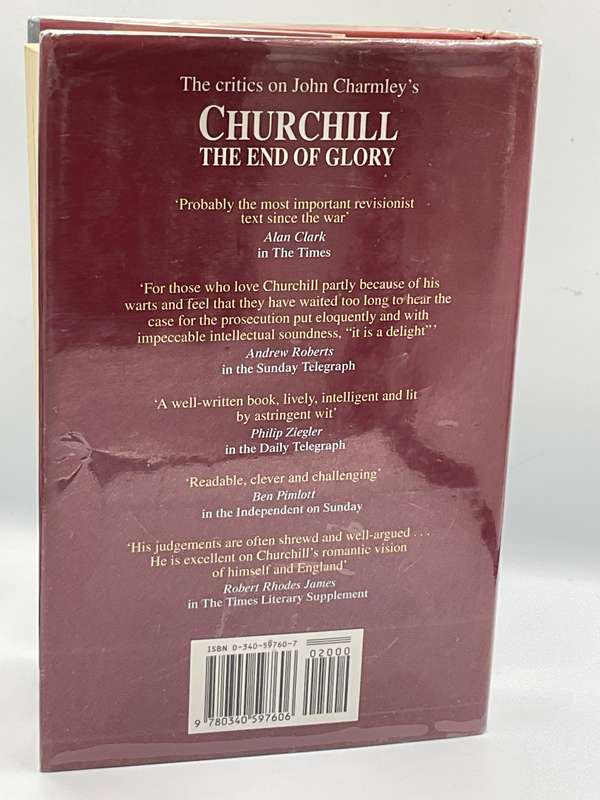 The critics on John Charmley's
CHURCHILL
THE END OF GLORY
'Probably the most important revisionist
text since the war'
Alan Clark
in The Times
'For those who love Churchill partly because of his
warts and feel that they have waited too long to hear the
case for the prosecution put eloquently and with
impeccable intellectual soundness, "it is a delight"'
Andrew Roberts
in the Sunday Telegraph
'A well-written book, lively, intelligent and lit
by astringent wit'
Philip Ziegler
in the Daily Telegraph
'Readable, clever and challenging'
Ben Pimlott
in the Independent on Sunday
'His judgements are often shrewd and well-argued . . .
He is excellent on Churchill's romantic vision
of himself and England'
Robert Rhodes James
in The Times Literary Supplement
ISBN 0-340-59760-7
02000
9 780340 597606